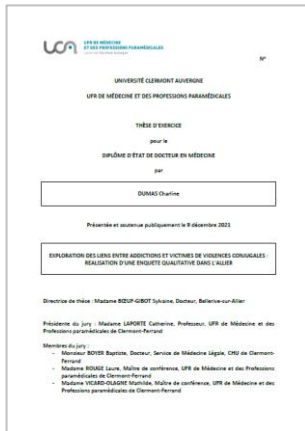 UCA UFR DE MÉDECINE
ET DES PROFESSIONS PARAMÉDICALES
N°
UNIVERSITÉ CLERMONT AUVERGNE
UFR DE MÉDECINE ET DES PROFESSIONS PARAMÉDICALES
THÈSE D'EXERCICE
pour le
DIPLÔME D'ÉTAT DE DOCTEUR EN MÉDECINE
par
DUMAS Charline
Présentée et soutenue publiquement le 9 décembre 2021
EXPLORATION DES LIENS ENTRE ADDICTIONS ET VICTIMES DE VIOLENCES CONJUGALES :
REALISATION D'UNE ENQUETE QUALITATIVE DANS L'ALLIER
Directrice de thèse : Madame BŒUF-GIBOT Sylvaine, Docteur, Bellerive-sur-Allier
Présidente du jury : Madame LAPORTE Catherine, Professeur, UFR de Médecine et des
Professions paramédicales de Clermont-Ferrand
Membres du jury :
- Monsieur BOYER Baptiste, Docteur, Service de Médecine Légale, CHU de Clermont-
Ferrand
- Madame ROUGE Laure, Maître de conférence, UFR de Médecine et des
Professions paramédicales de Clermont-Ferrand
- Madame VICARD-OLAGNE Mathilde, Maître de conférence, UFR de Médecine et des
Professions paramédicales de Clermont-Ferrand